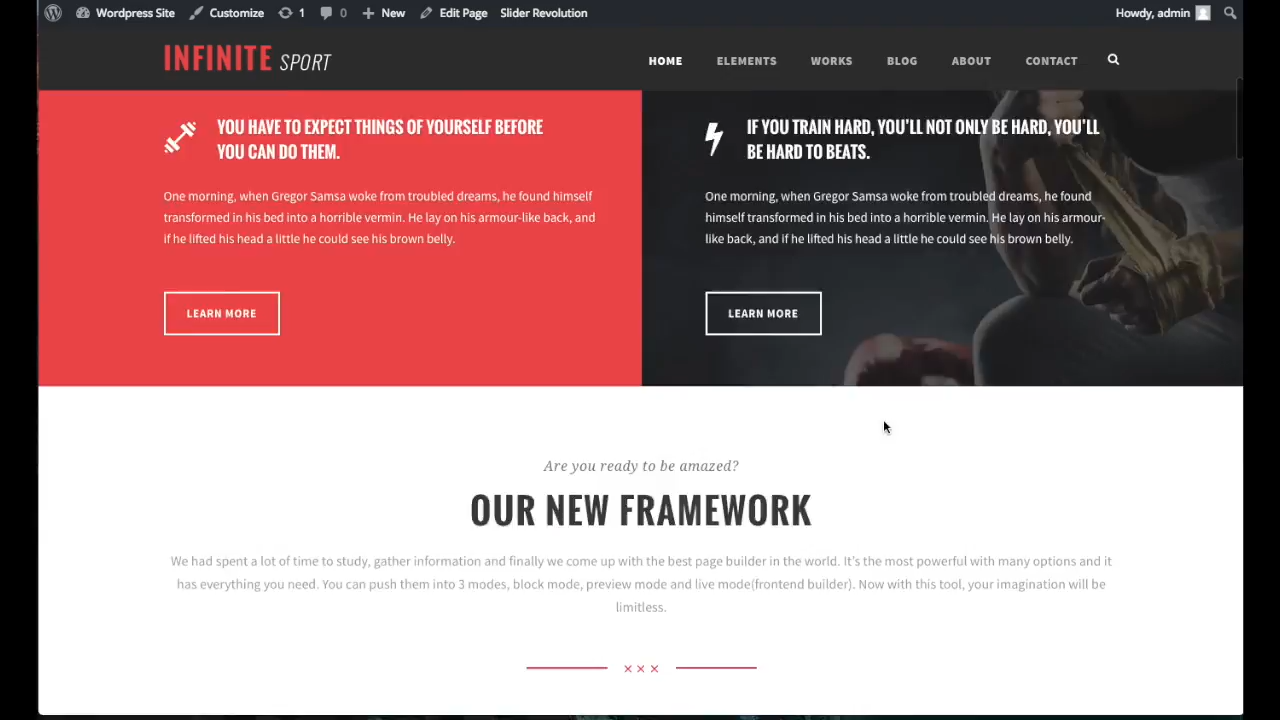 Wordpress Site Customize 1 0 New Edit Page Slider Revolution Howdy, admin
INFINITE SPORT
HOME ELEMENTS WORKS BLOG ABOUT CONTACT
YOU HAVE TO EXPECT THINGS OF YOURSELF BEFORE
YOU CAN DO THEM.
One morning, when Gregor Samsa woke from troubled dreams, he found himself
transformed in his bed into a horrible vermin. He lay on his armour-like back, and
if he lifted his head a little he could see his brown belly.
LEARN MORE
IF YOU TRAIN HARD, YOU'LL NOT ONLY BE HARD, YOU'LL
BE HARD TO BEATS.
One morning, when Gregor Samsa woke from troubled dreams, he found
himself transformed in his bed into a horrible vermin. He lay on his armour-
like back, and if he lifted his head a little he could see his brown belly.
LEARN MORE
Are you ready to be amazed?
OUR NEW FRAMEWORK
We had spent a lot of time to study, gather information and finally we come up with the best page builder in the world. It's the most powerful with many options and it
has everything you need. You can push them into 3 modes, block mode, preview mode and live mode(frontend builder). Now with this tool, your imagination will be
limitless.